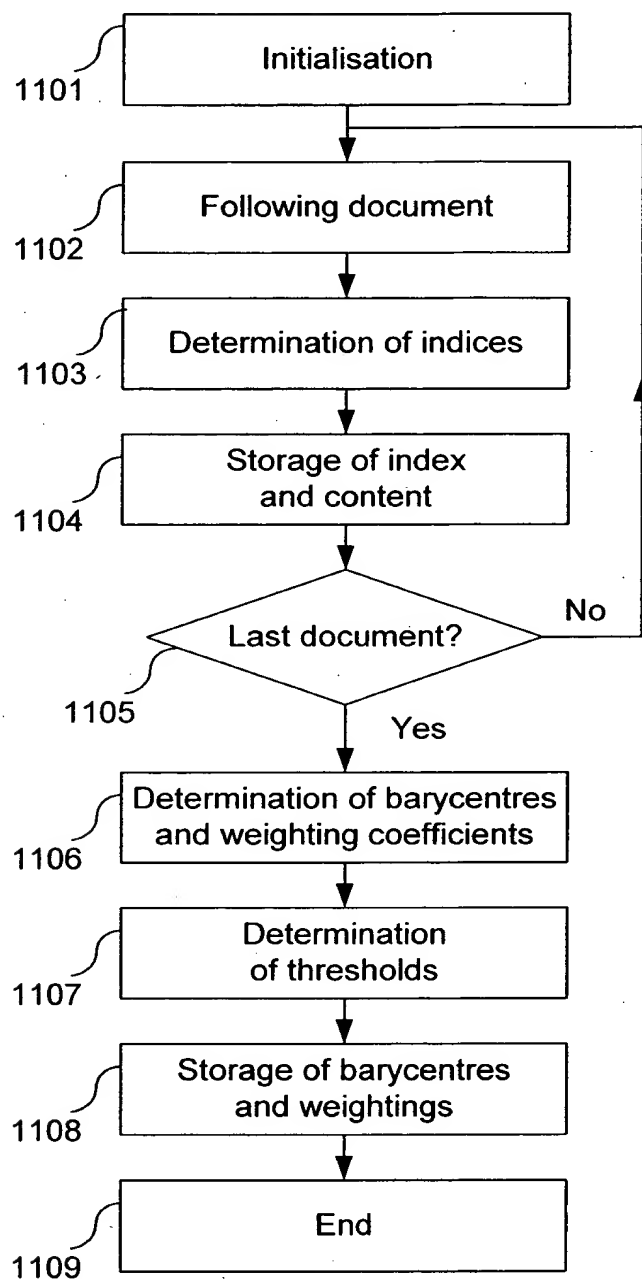 Initialisation
1101
Following document
1102
Determination of indices
1103
Storage of index
and content
1104
Last document?
No
1105
Yes
Determination of barycentres
and weighting coefficients
1106
Determination
of thresholds
1107
Storage of barycentres
and weightings
1108
End
1109